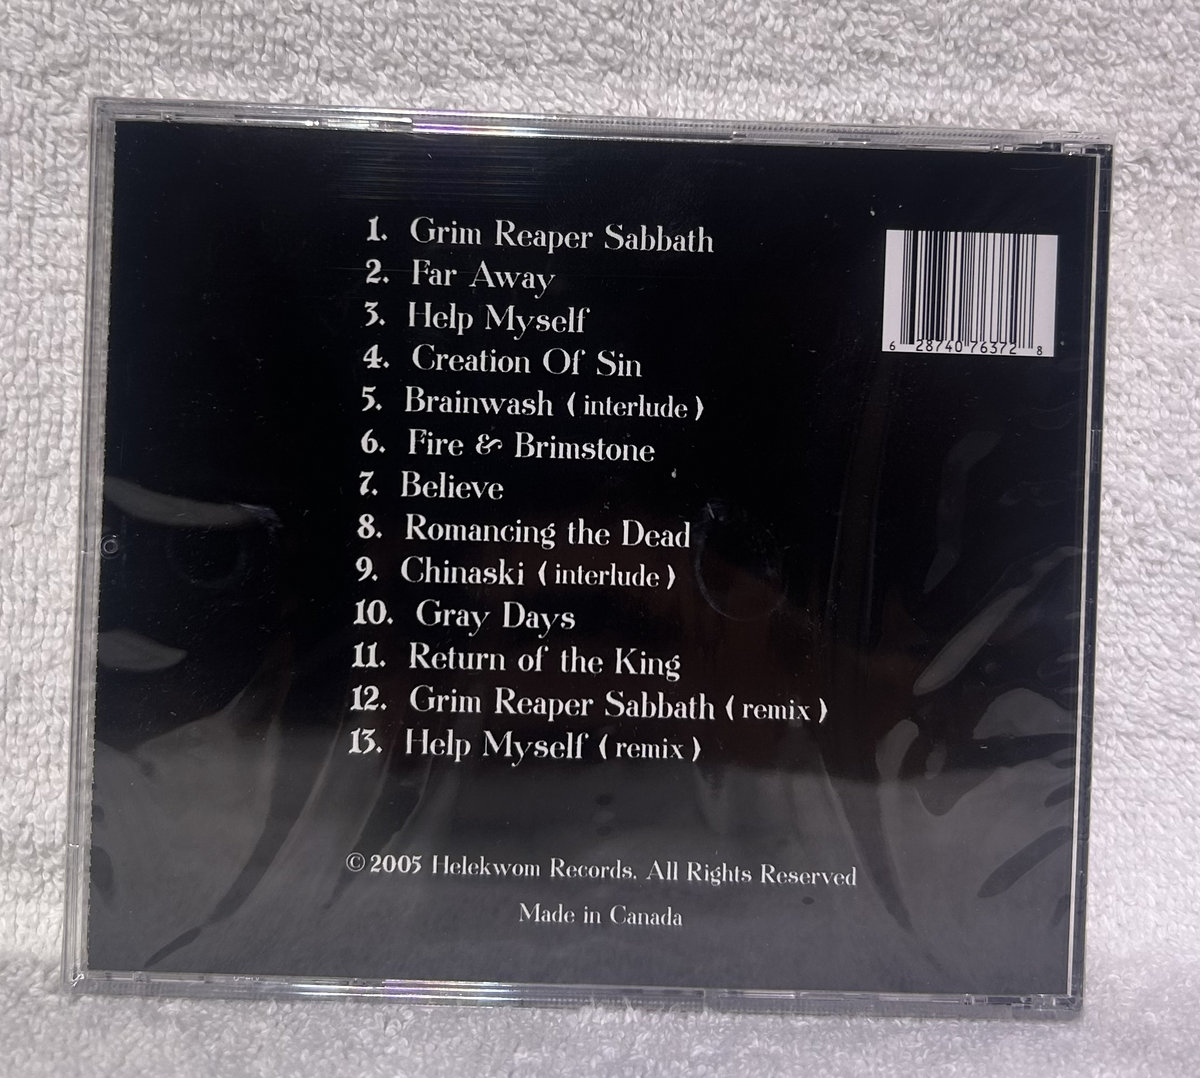 1. Grim Reaper Sabbath
2. Far Away
3. Help Myself
4. Creation Of Sin
5. Brainwash (interlude)
6. Fire & Brimstone
7. Believe
8. Romancing the Dead
9. Chinaski (interlude)
10. Gray Days
11. Return of the King
12. Grim Reaper Sabbath (remix)
13. Help Myself (remix)
6 28740 76372 8
© 2005 Helekwom Records. All Rights Reserved
Made in Canada